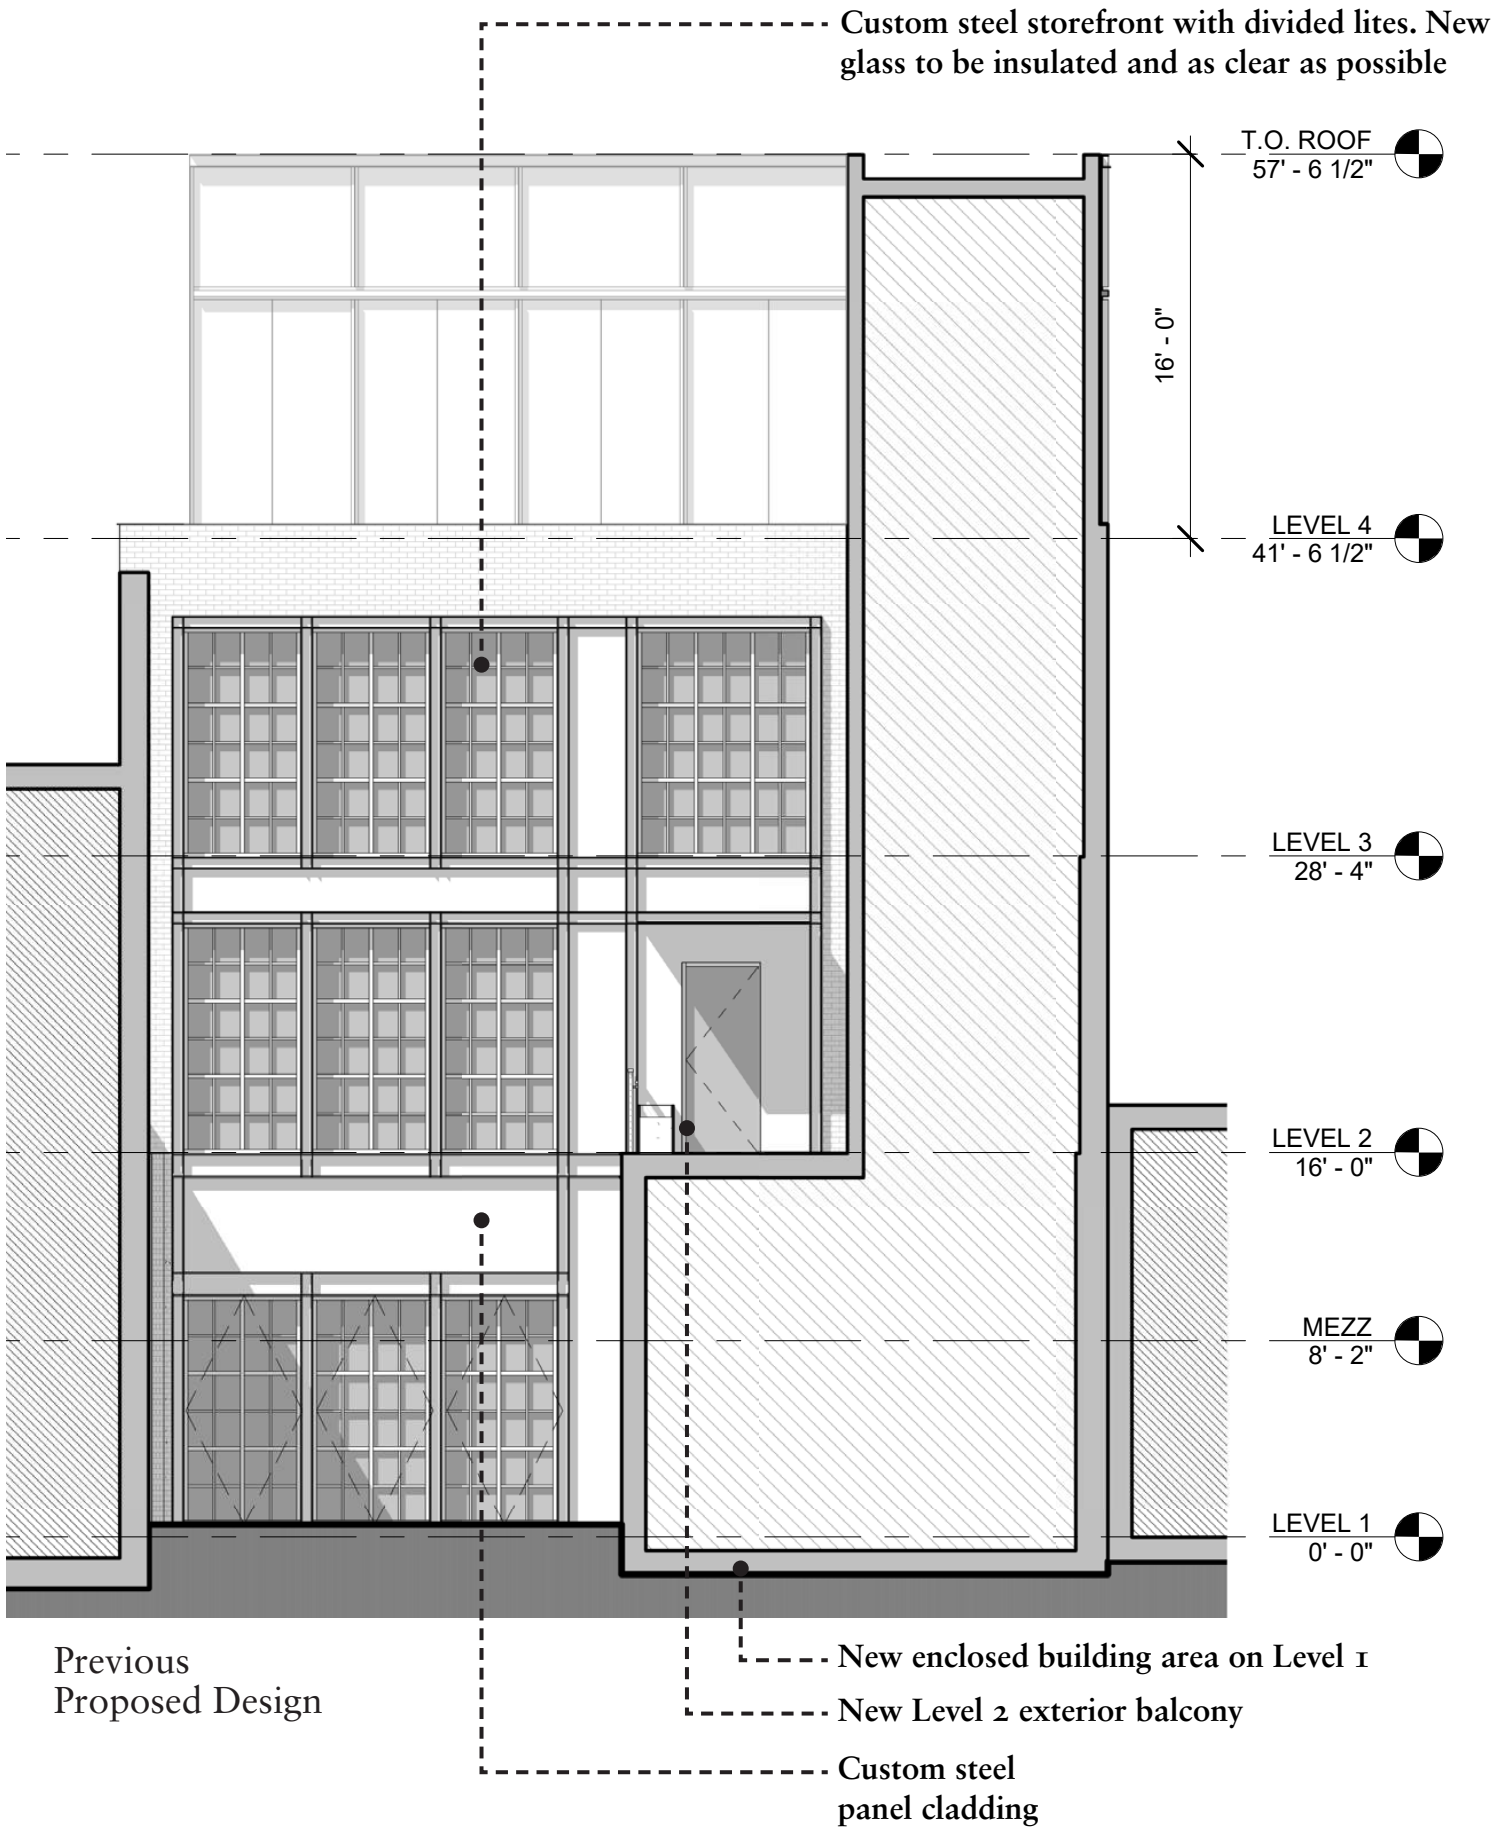 Custom steel storefront with divided lites. New
glass to be insulated and as clear as possible
T.O. ROOF
57' - 6 1/2"
16' - 0"
LEVEL 4
41' - 6 1/2"
LEVEL 3
28' - 4"
LEVEL 2
16' - 0"
MEZZ
8' - 2"
LEVEL 1
0' - 0"
Previous
Proposed Design
New enclosed building area on Level 1
New Level 2 exterior balcony
Custom steel
panel cladding